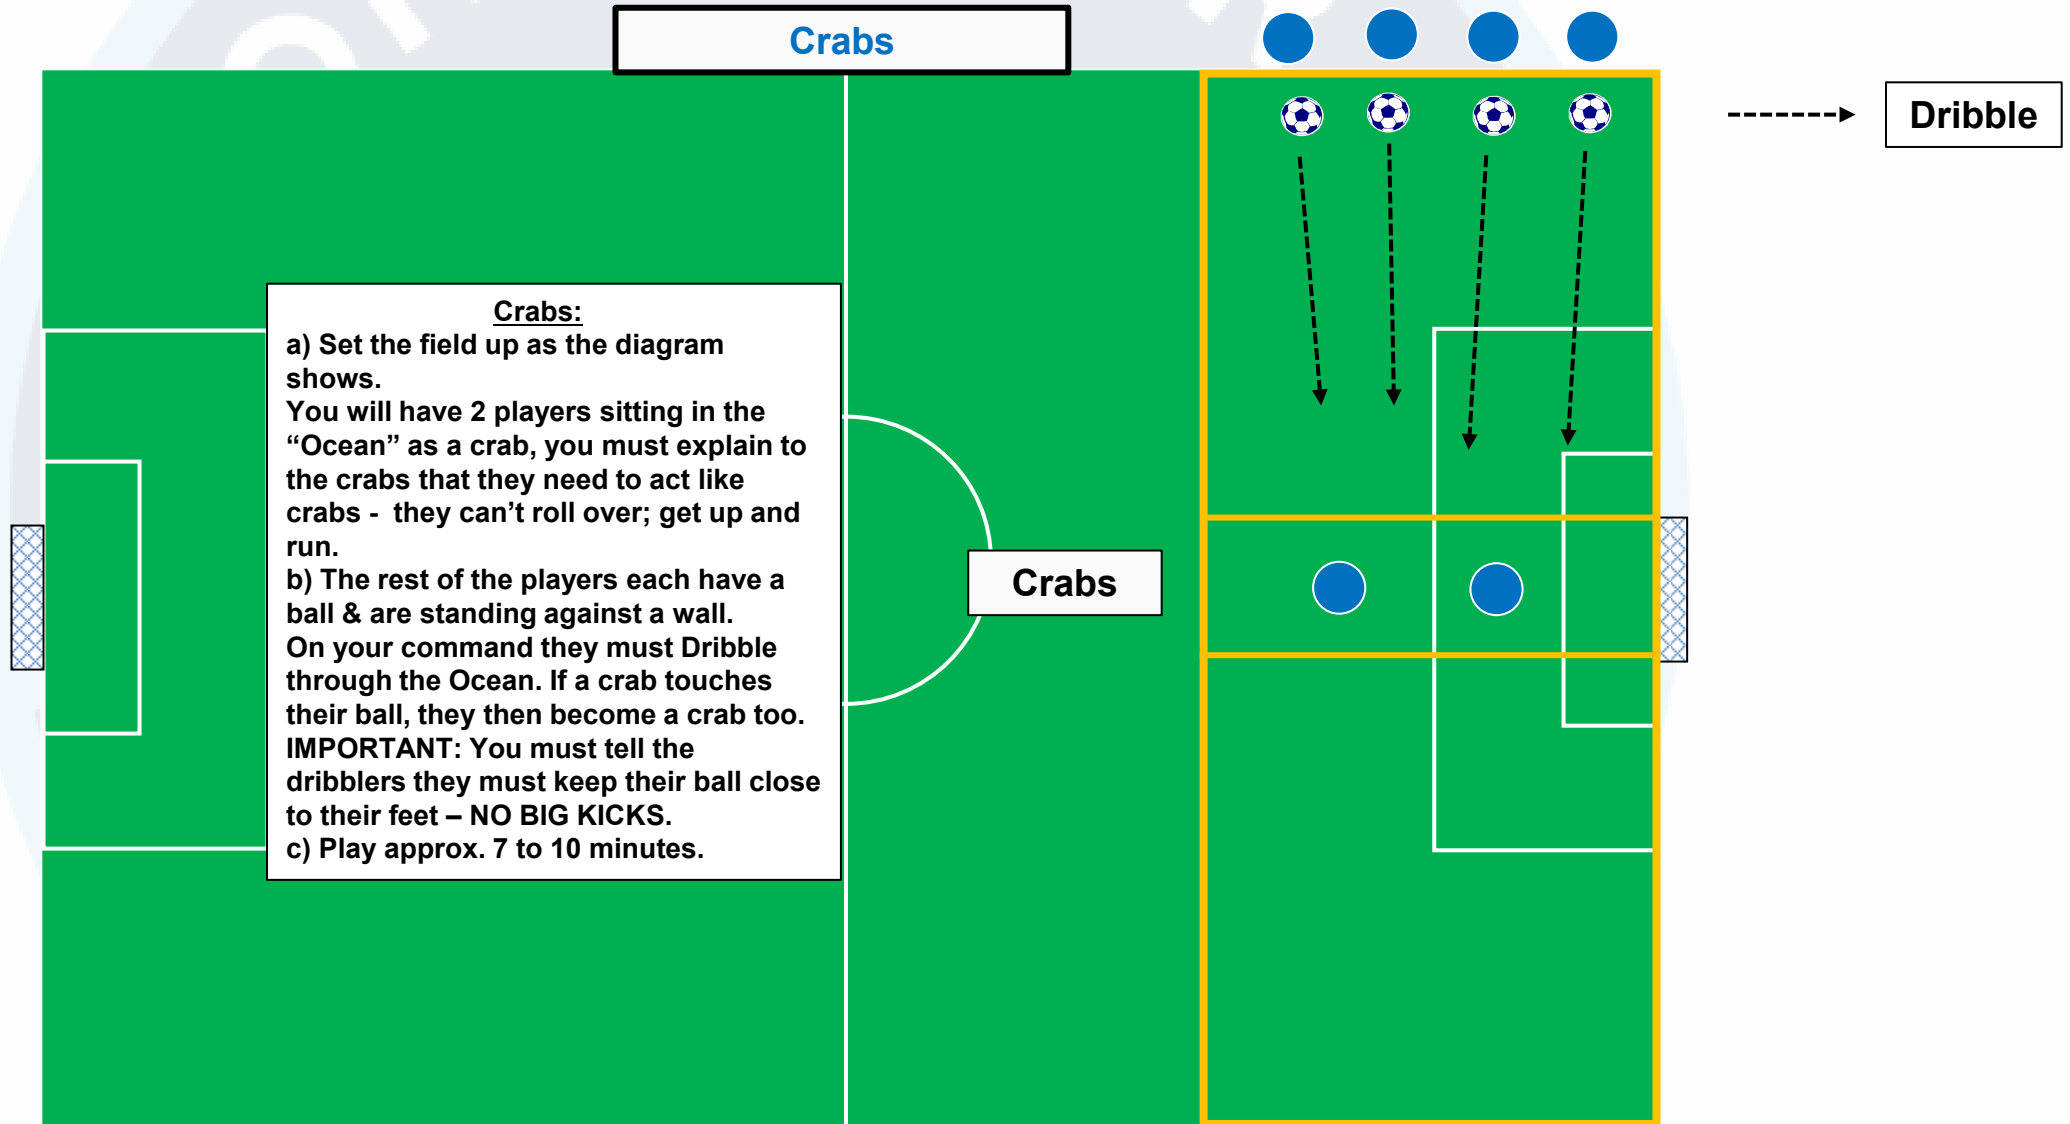 Crabs
Dribble
Crabs:
a) Set the field up as the diagram
shows.
You will have 2 players sitting in the
“Ocean” as a crab, you must explain to
the crabs that they need to act like
crabs -  they can’t roll over; get up and
run.
b) The rest of the players each have a
ball & are standing against a wall.
On your command they must Dribble
through the Ocean. If a crab touches
their ball, they then become a crab too.
IMPORTANT: You must tell the
dribblers they must keep their ball close
to their feet – NO BIG KICKS.
c) Play approx. 7 to 10 minutes.
Crabs